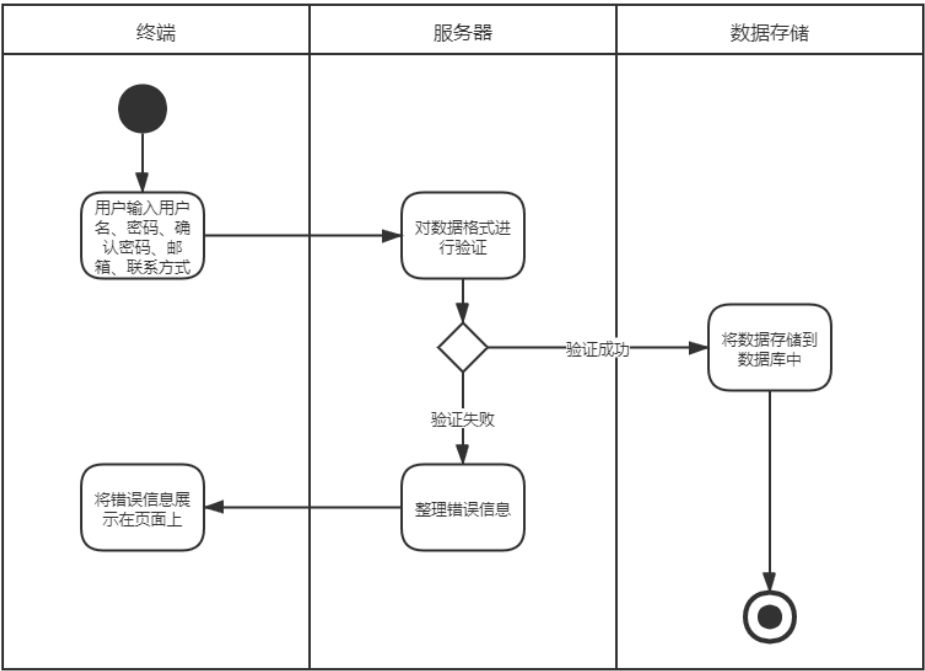 终端
服务器
数据存储
用户输入用户
名、密码、确
认密码、邮
箱、联系方式
对数据格式进
行验证
验证成功
将数据存储到
数据库中
验证失败
将错误信息展
示在页面上
整理错误信息